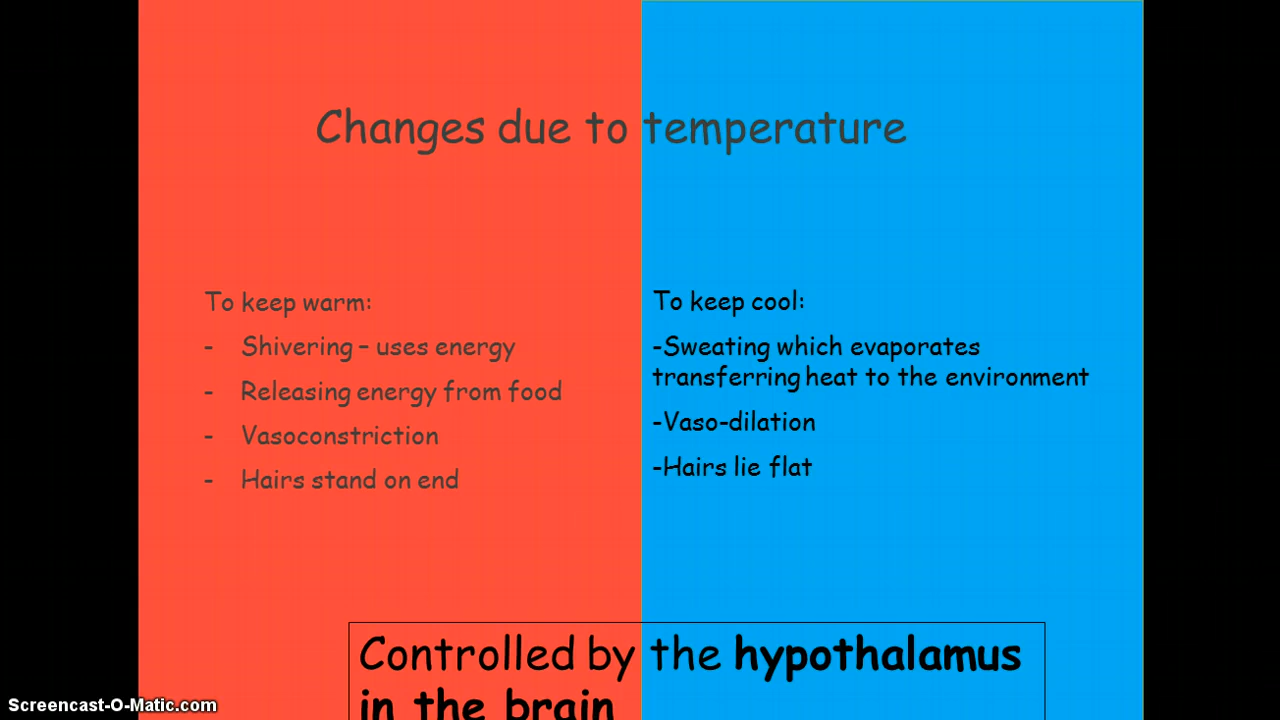 Changes due to temperature
To keep warm:
- Shivering – uses energy
- Releasing energy from food
- Vasoconstriction
- Hairs stand on end
To keep cool:
-Sweating which evaporates
transferring heat to the environment
-Vaso-dilation
-Hairs lie flat
Controlled by the hypothalamus
in the brain
Screencast-O-Matic.com